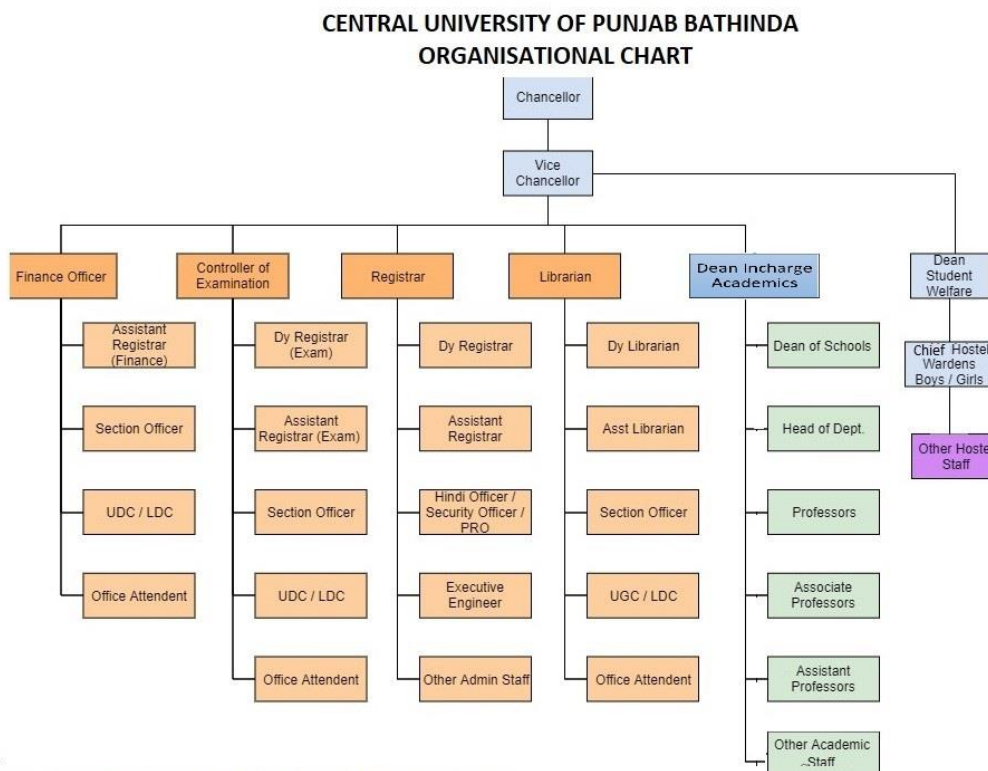 CENTRAL UNIVERSITY OF PUNJAB BATHINDA
ORGANISATIONAL CHART
Chancellor
Vice
Chancellor
Finance Officer
Controller of
Examination
Registrar
Librarian
Dean Incharge
Academics
Dean
Student
Welfare
Assistant
Registrar
(Finance)
Dy Registrar
(Exam)
Dy Registrar
Dy Librarian
Dean of Schools
Chief Hostel
Wardens
Boys / Girls
Section Officer
Assistant
Registrar (Exam)
Assistant
Registrar
Asst Librarian
Head of Dept.
Other Hoste
Staff
UDC / LDC
Section Officer
Hindi Officer /
Security Officer /
PRO
Section Officer
Professors
Office Attendent
UDC / LDC
Executive
Engineer
UGC / LDC
Associate
Professors
Office Attendent
Other Admin Staff
Office Attendent
Assistant
Professors
Other Academic
Staff